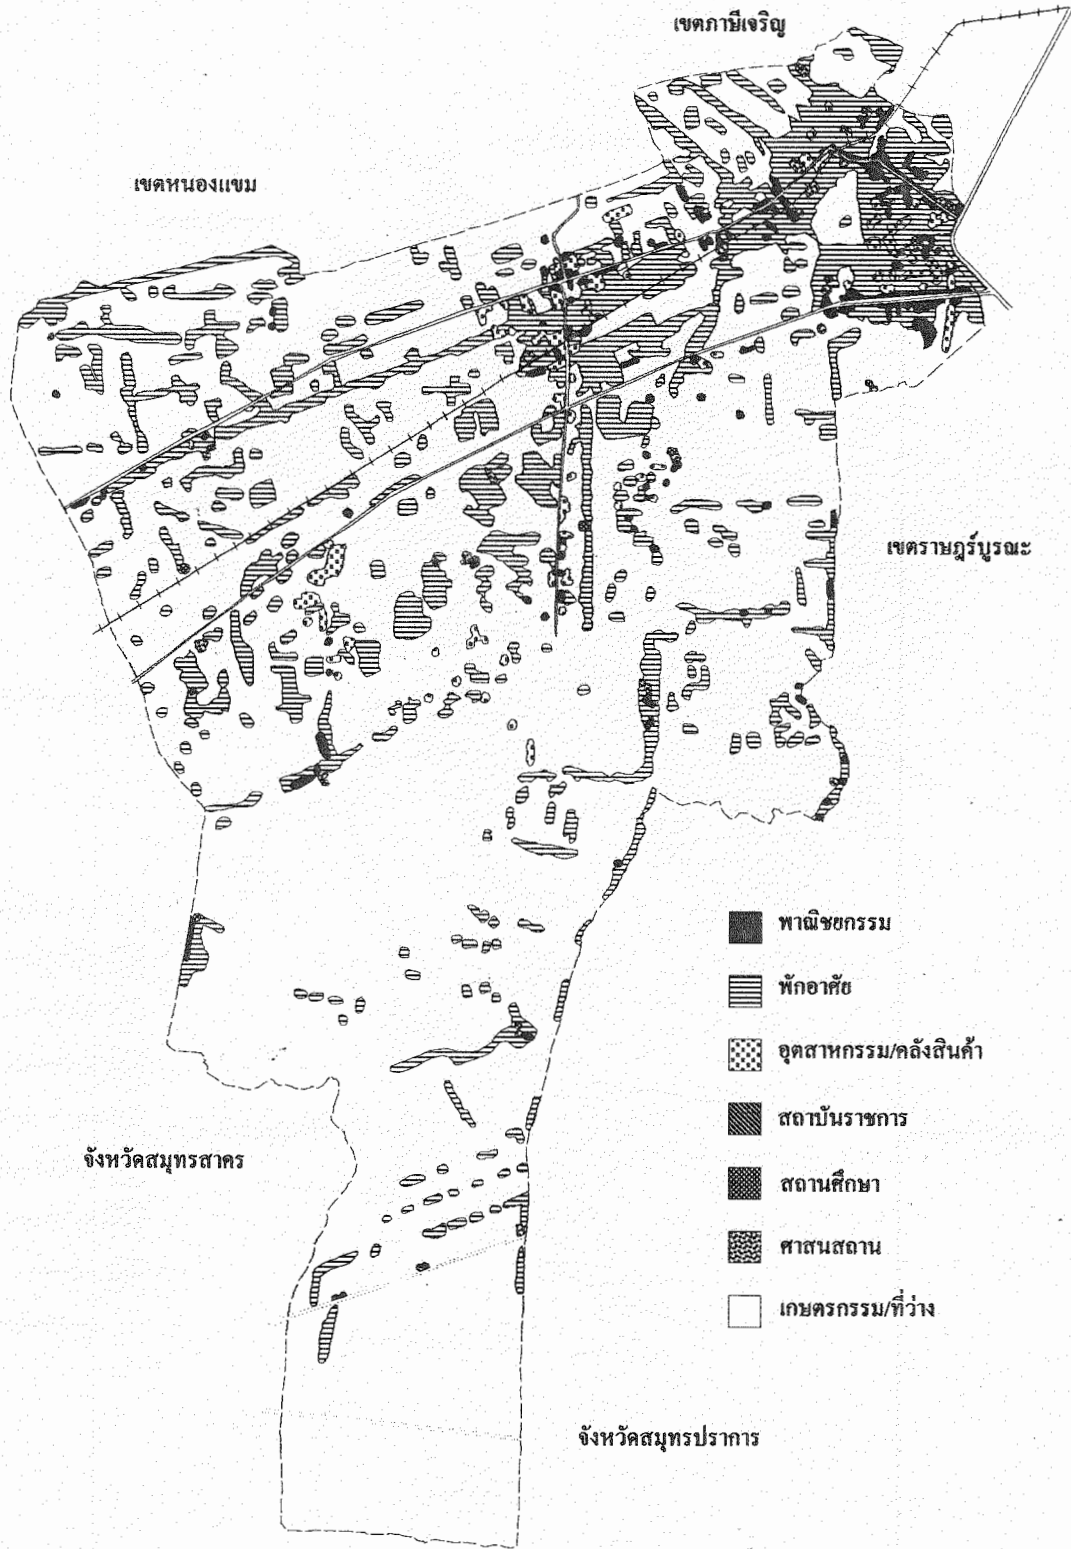 เขตภาษีเจริญ
เขตหนองแขม
เขตราษฎร์บูรณะ
พาณิชยกรรม
พักอาศัย
อุตสาหกรรม/คลังสินค้า
สถาบันราชการ
สถานศึกษา
ศาสนสถาน
เกษตรกรรม/ที่ว่าง
จังหวัดสมุทรสาคร
จังหวัดสมุทรปราการ